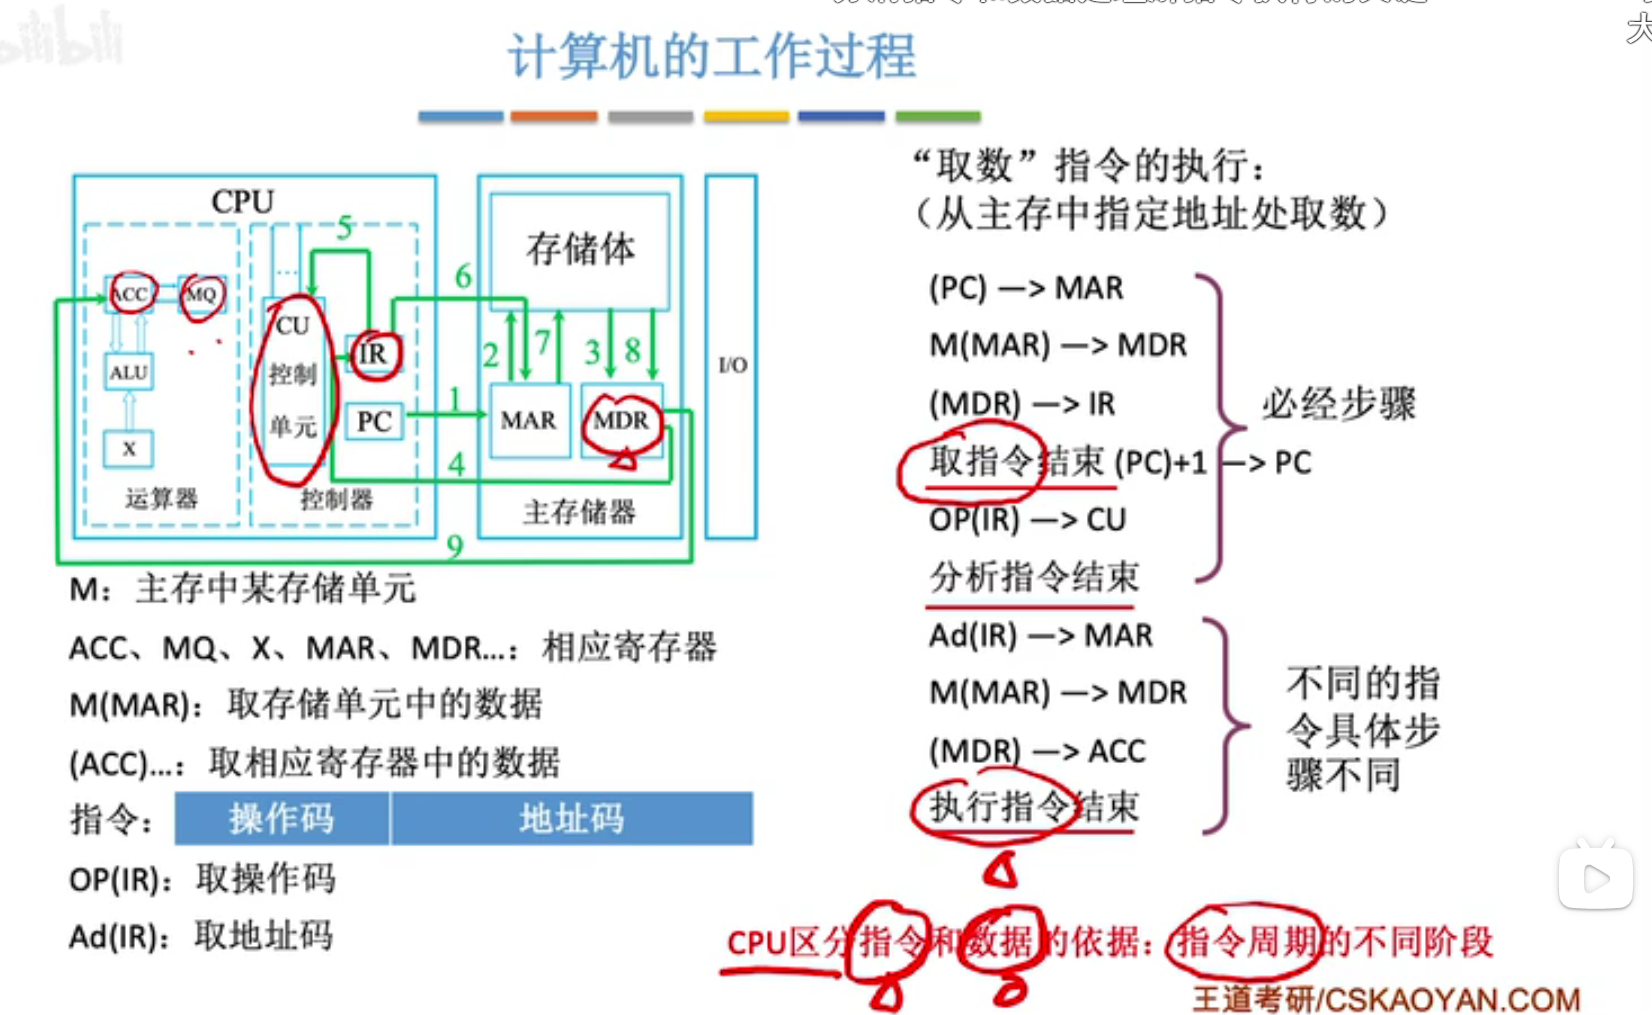 bilibili
计算机的工作过程
CPU
5
ACC
MQ
...
CU
控制
单元
IR
ALU
PC
X
运算器
控制器
6
1
4
9
存储体
2
7
3
8
MAR
MDR
主存储器
I/O
M：主存中某存储单元
ACC、MQ、X、MAR、MDR...：相应寄存器
M(MAR)：取存储单元中的数据
(ACC)...：取相应寄存器中的数据
指令：
操作码
地址码
OP(IR)：取操作码
Ad(IR)：取地址码
“取数”指令的执行：
（从主存中指定地址处取数）
(PC) —> MAR
M(MAR) —> MDR
(MDR) —> IR
取指令结束 (PC)+1 —> PC
OP(IR) —> CU
分析指令结束
必经步骤
Ad(IR) —> MAR
M(MAR) —> MDR
(MDR) —> ACC
执行指令结束
不同的指
令具体步
骤不同
CPU区分指令和数据的依据：指令周期的不同阶段
王道考研/CSKAOYAN.COM